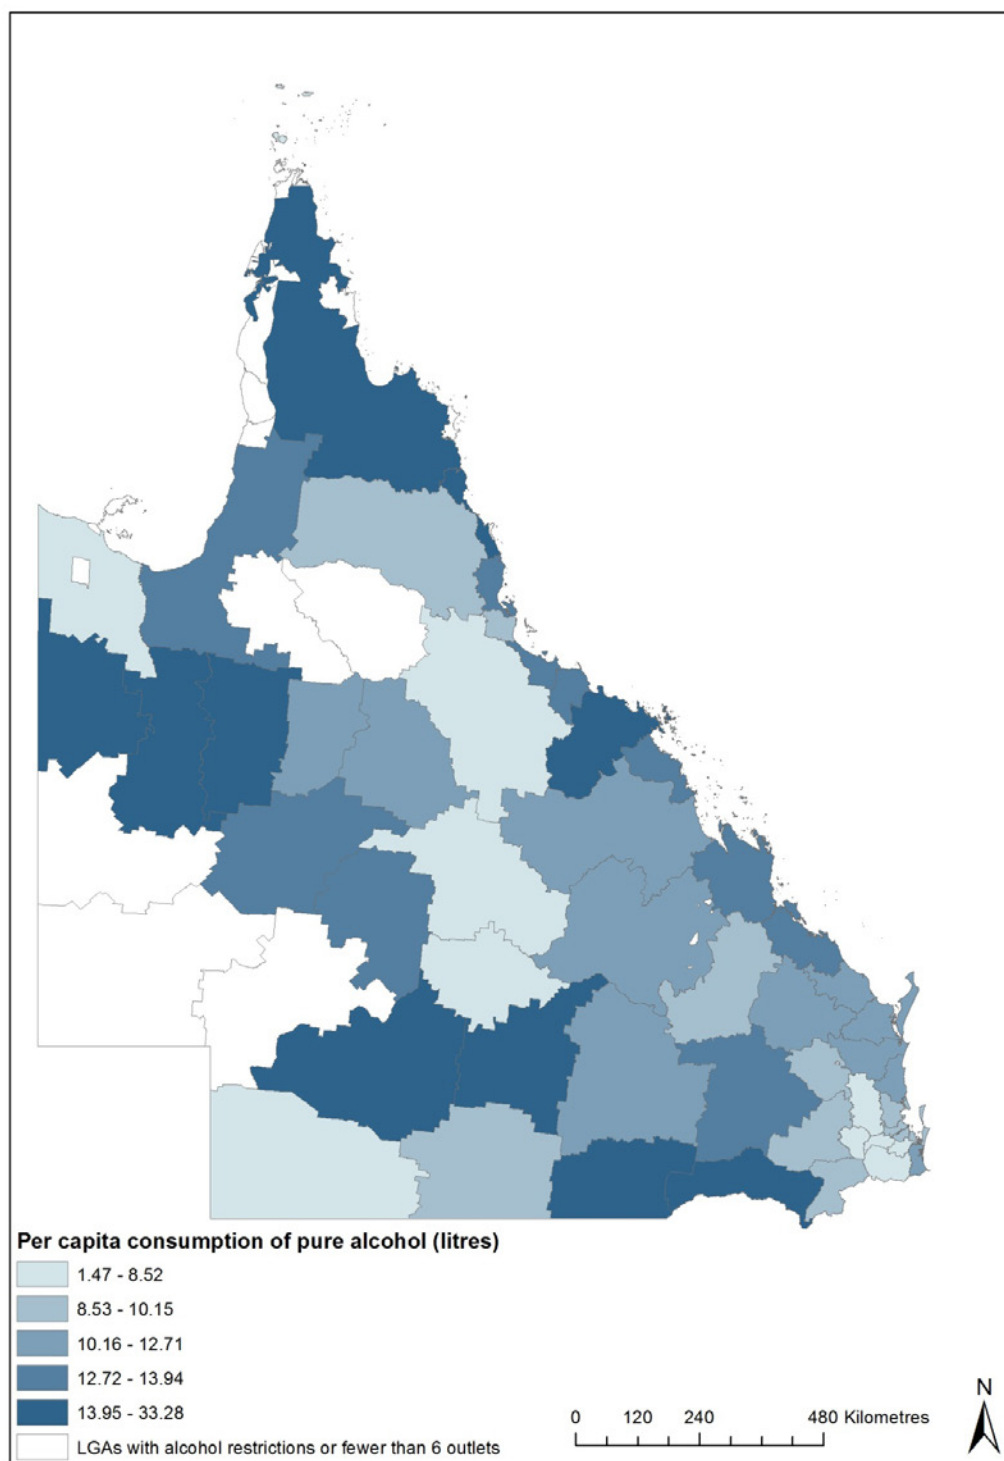 Per capita consumption of pure alcohol (litres)
1.47 - 8.52
8.53 - 10.15
10.16 - 12.71
12.72 - 13.94
13.95 - 33.28
LGAs with alcohol restrictions or fewer than 6 outlets
0 120 240 480 Kilometres
N